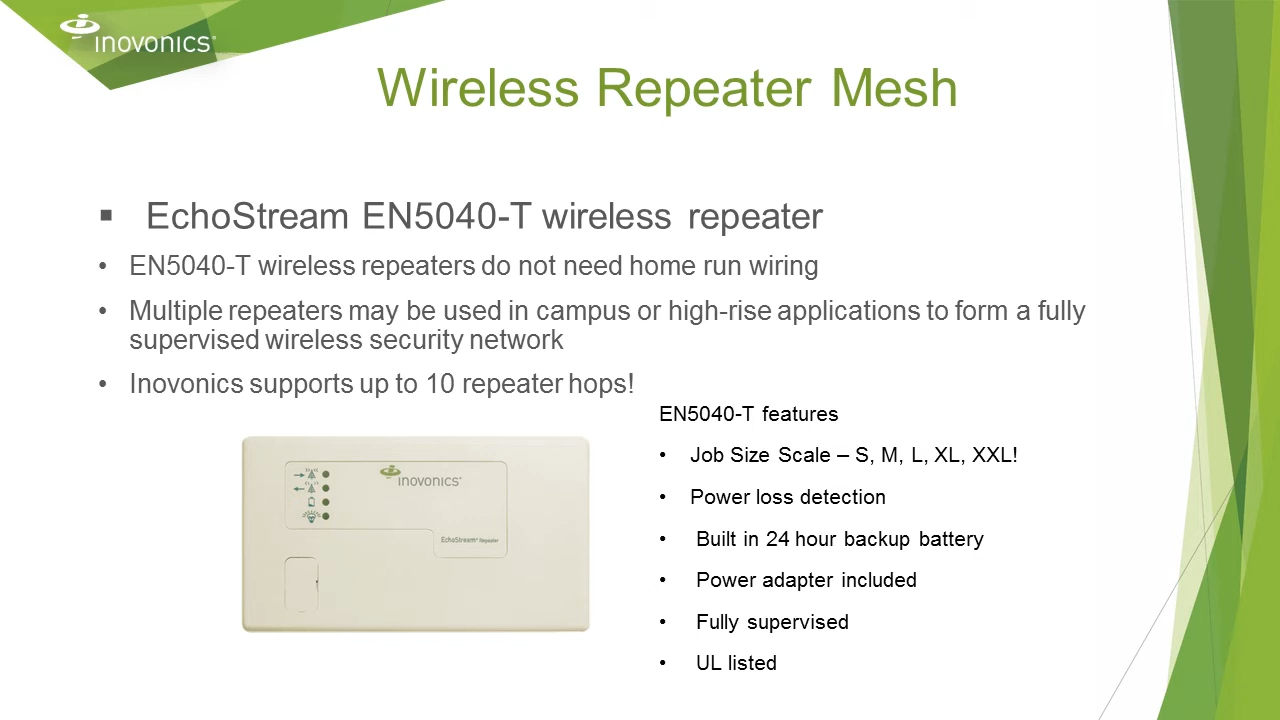 inovonics
Wireless Repeater Mesh
▪ EchoStream EN5040-T wireless repeater
• EN5040-T wireless repeaters do not need home run wiring
• Multiple repeaters may be used in campus or high-rise applications to form a fully
supervised wireless security network
• Inovonics supports up to 10 repeater hops!
EN5040-T features
• Job Size Scale – S, M, L, XL, XXL!
• Power loss detection
• Built in 24 hour backup battery
• Power adapter included
• Fully supervised
• UL listed
inovonics
EchoStream® Repeater